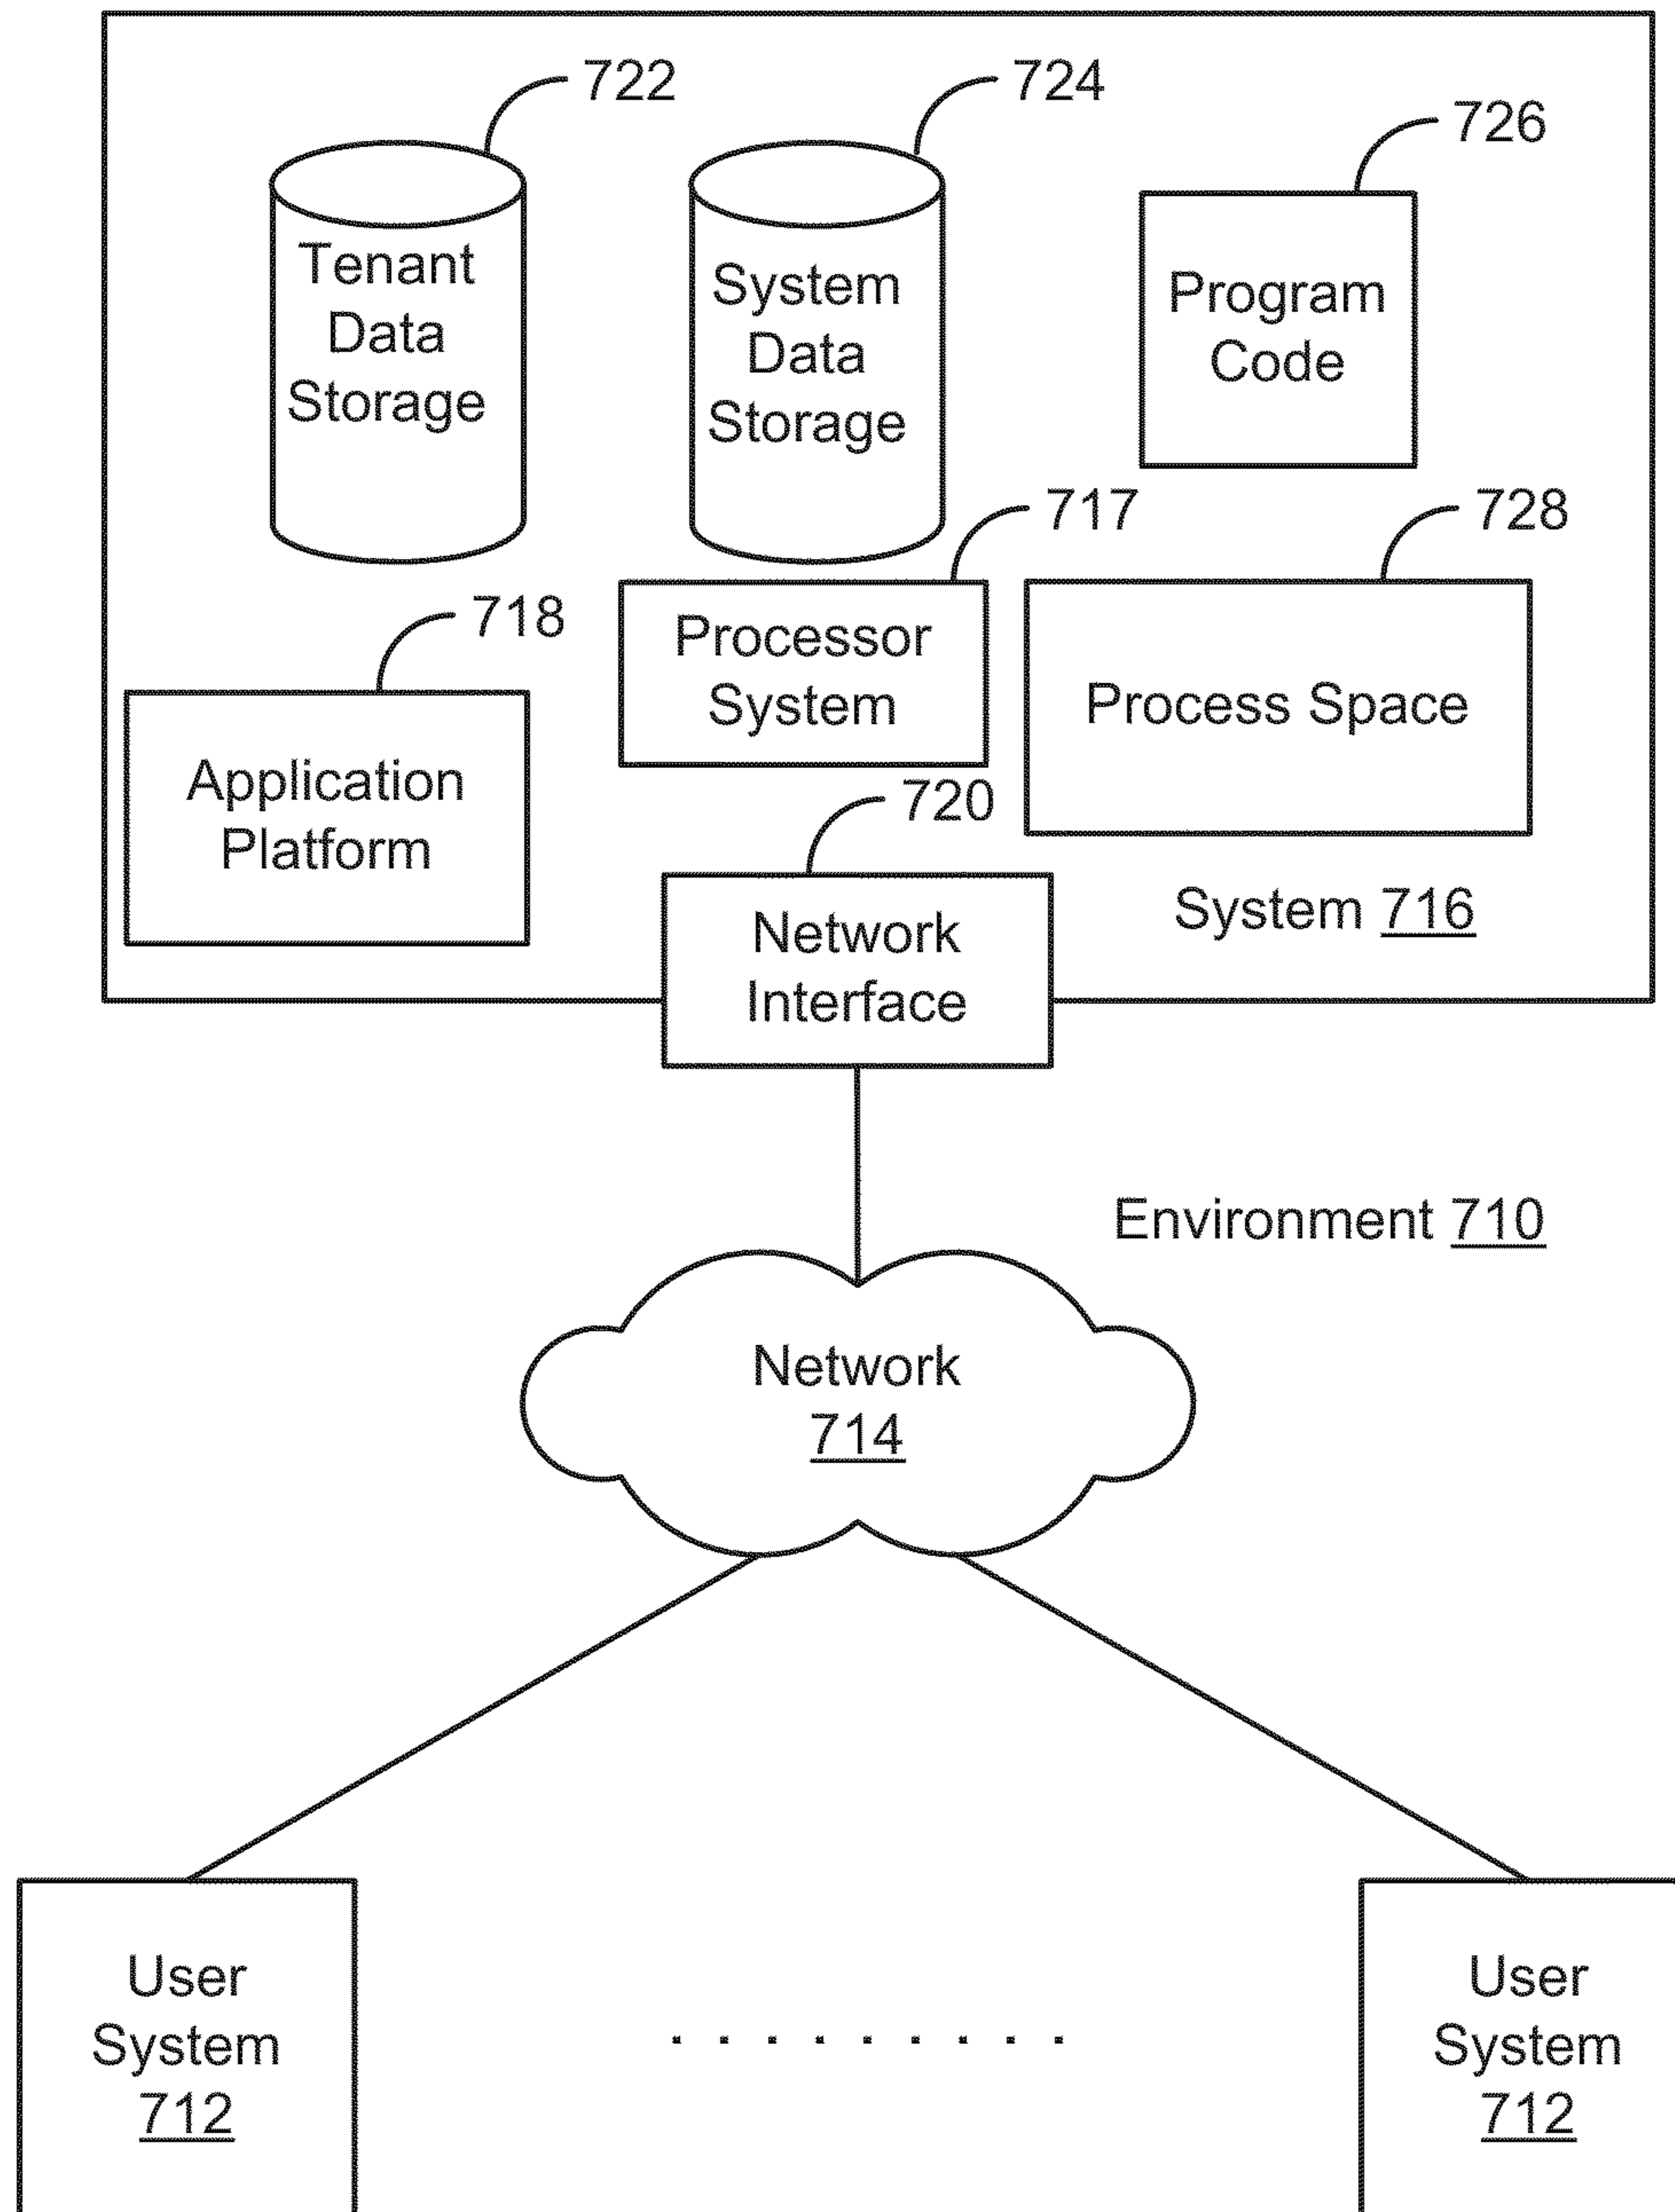 722
724
726
Tenant
Data
Storage
System
Data
Storage
Program
Code
717
728
718
Processor
System
Process Space
Application
Platform
720
Network
Interface
System 716
Environment 710
Network
714
User
System
712
. . . . . . . . .
User
System
712